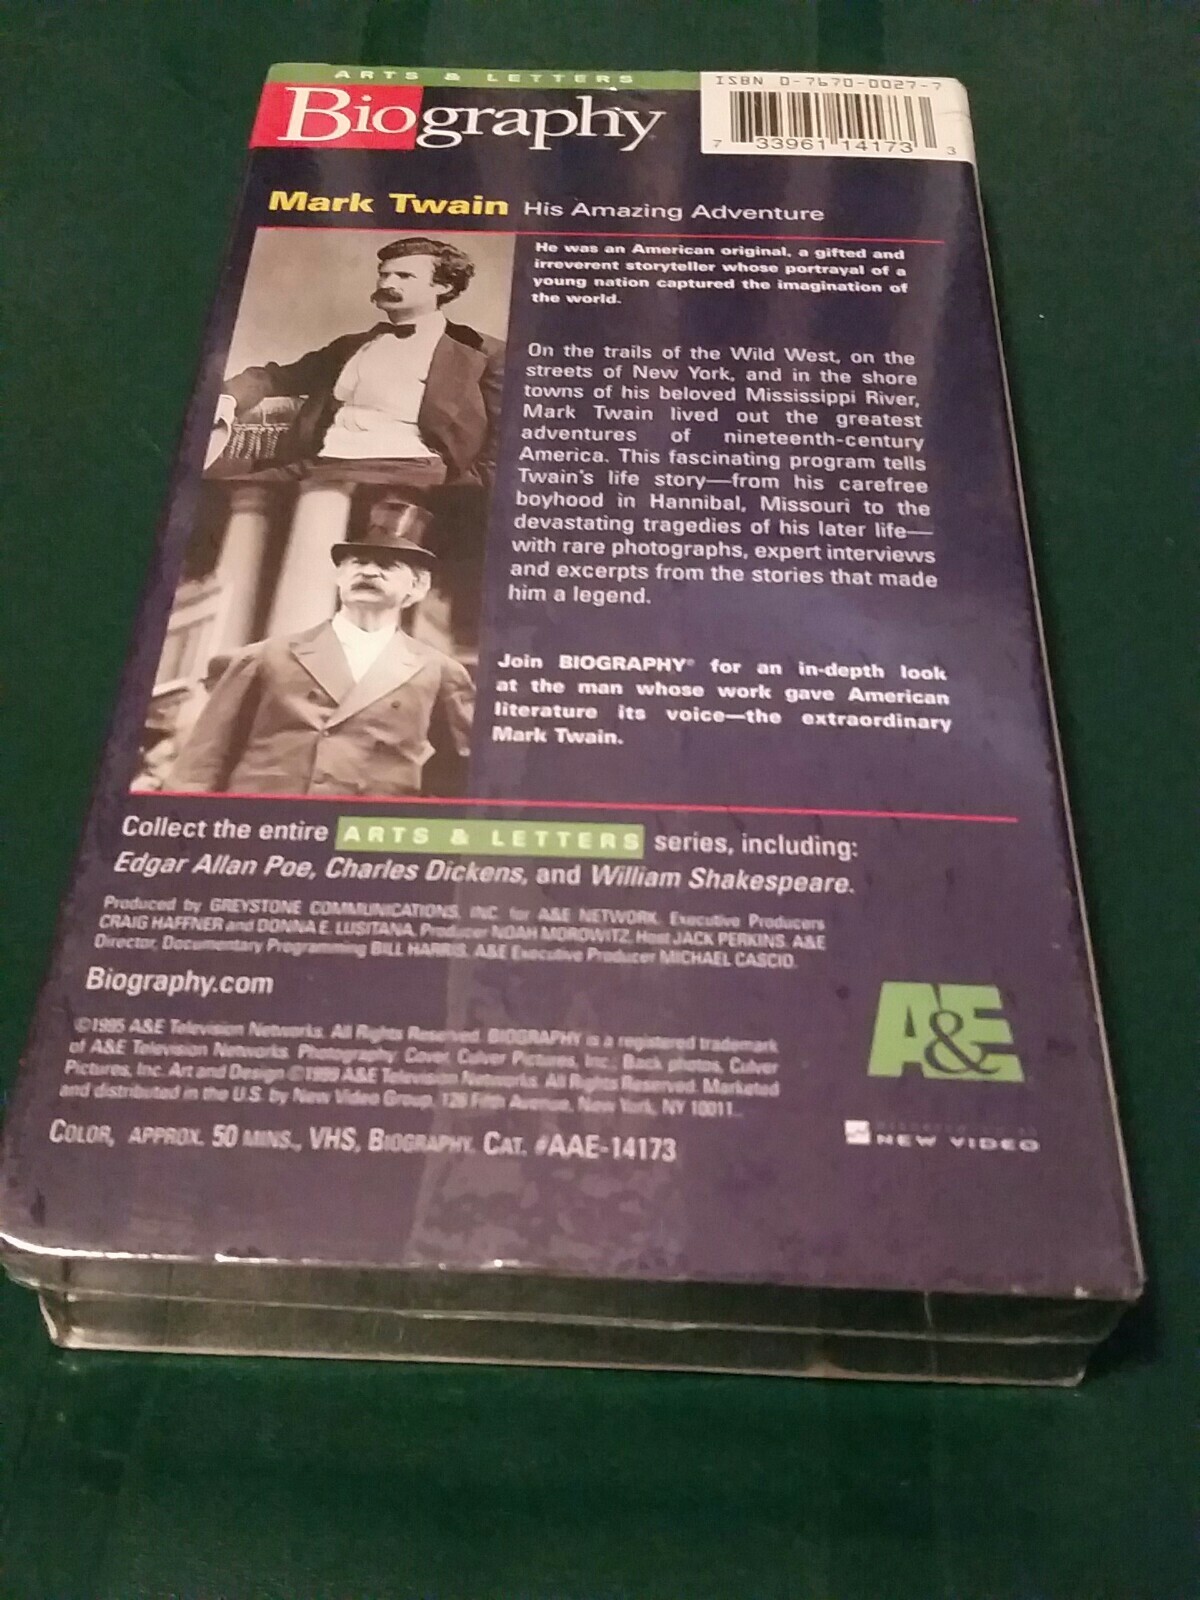 ARTS & LETTERS
Biography
ISBN 0-7670-0027-7
7 33961 14173 3
Mark Twain His Amazing Adventure
He was an American original, a gifted and
irreverent storyteller whose portrayal of a
young nation captured the imagination of
the world.
On the trails of the Wild West, on the
streets of New York, and in the shore
towns of his beloved Mississippi River,
Mark Twain lived out the greatest
adventures of nineteenth-century
America. This fascinating program tells
Twain's life story—from his carefree
boyhood in Hannibal, Missouri to the
devastating tragedies of his later life—
with rare photographs, expert interviews
and excerpts from the stories that made
him a legend.
Join BIOGRAPHY® for an in-depth look
at the man whose work gave American
literature its voice—the extraordinary
Mark Twain.
Collect the entire ARTS & LETTERS series, including:
Edgar Allan Poe, Charles Dickens, and William Shakespeare.
Produced by GREYSTONE COMMUNICATIONS, INC. for A&E NETWORK. Executive Producers
CRAIG HAFFNER and DONNA E. LUSITANA. Producer NOAH MOROWITZ. Host JACK PERKINS. A&E
Director, Documentary Programming BILL HARRIS. A&E Executive Producer MICHAEL CASCIO.
Biography.com
©1995 A&E Television Networks. All Rights Reserved. BIOGRAPHY is a registered trademark
of A&E Television Networks. Photography: Cover, Culver Pictures, Inc.; Back photos, Culver
Pictures, Inc. Art and Design ©1999 A&E Television Networks. All Rights Reserved. Marketed
and distributed in the U.S. by New Video Group, 126 Fifth Avenue, New York, NY 10011.
COLOR, APPROX. 50 MINS., VHS, BIOGRAPHY. CAT. #AAE-14173
A&E
NEW VIDEO